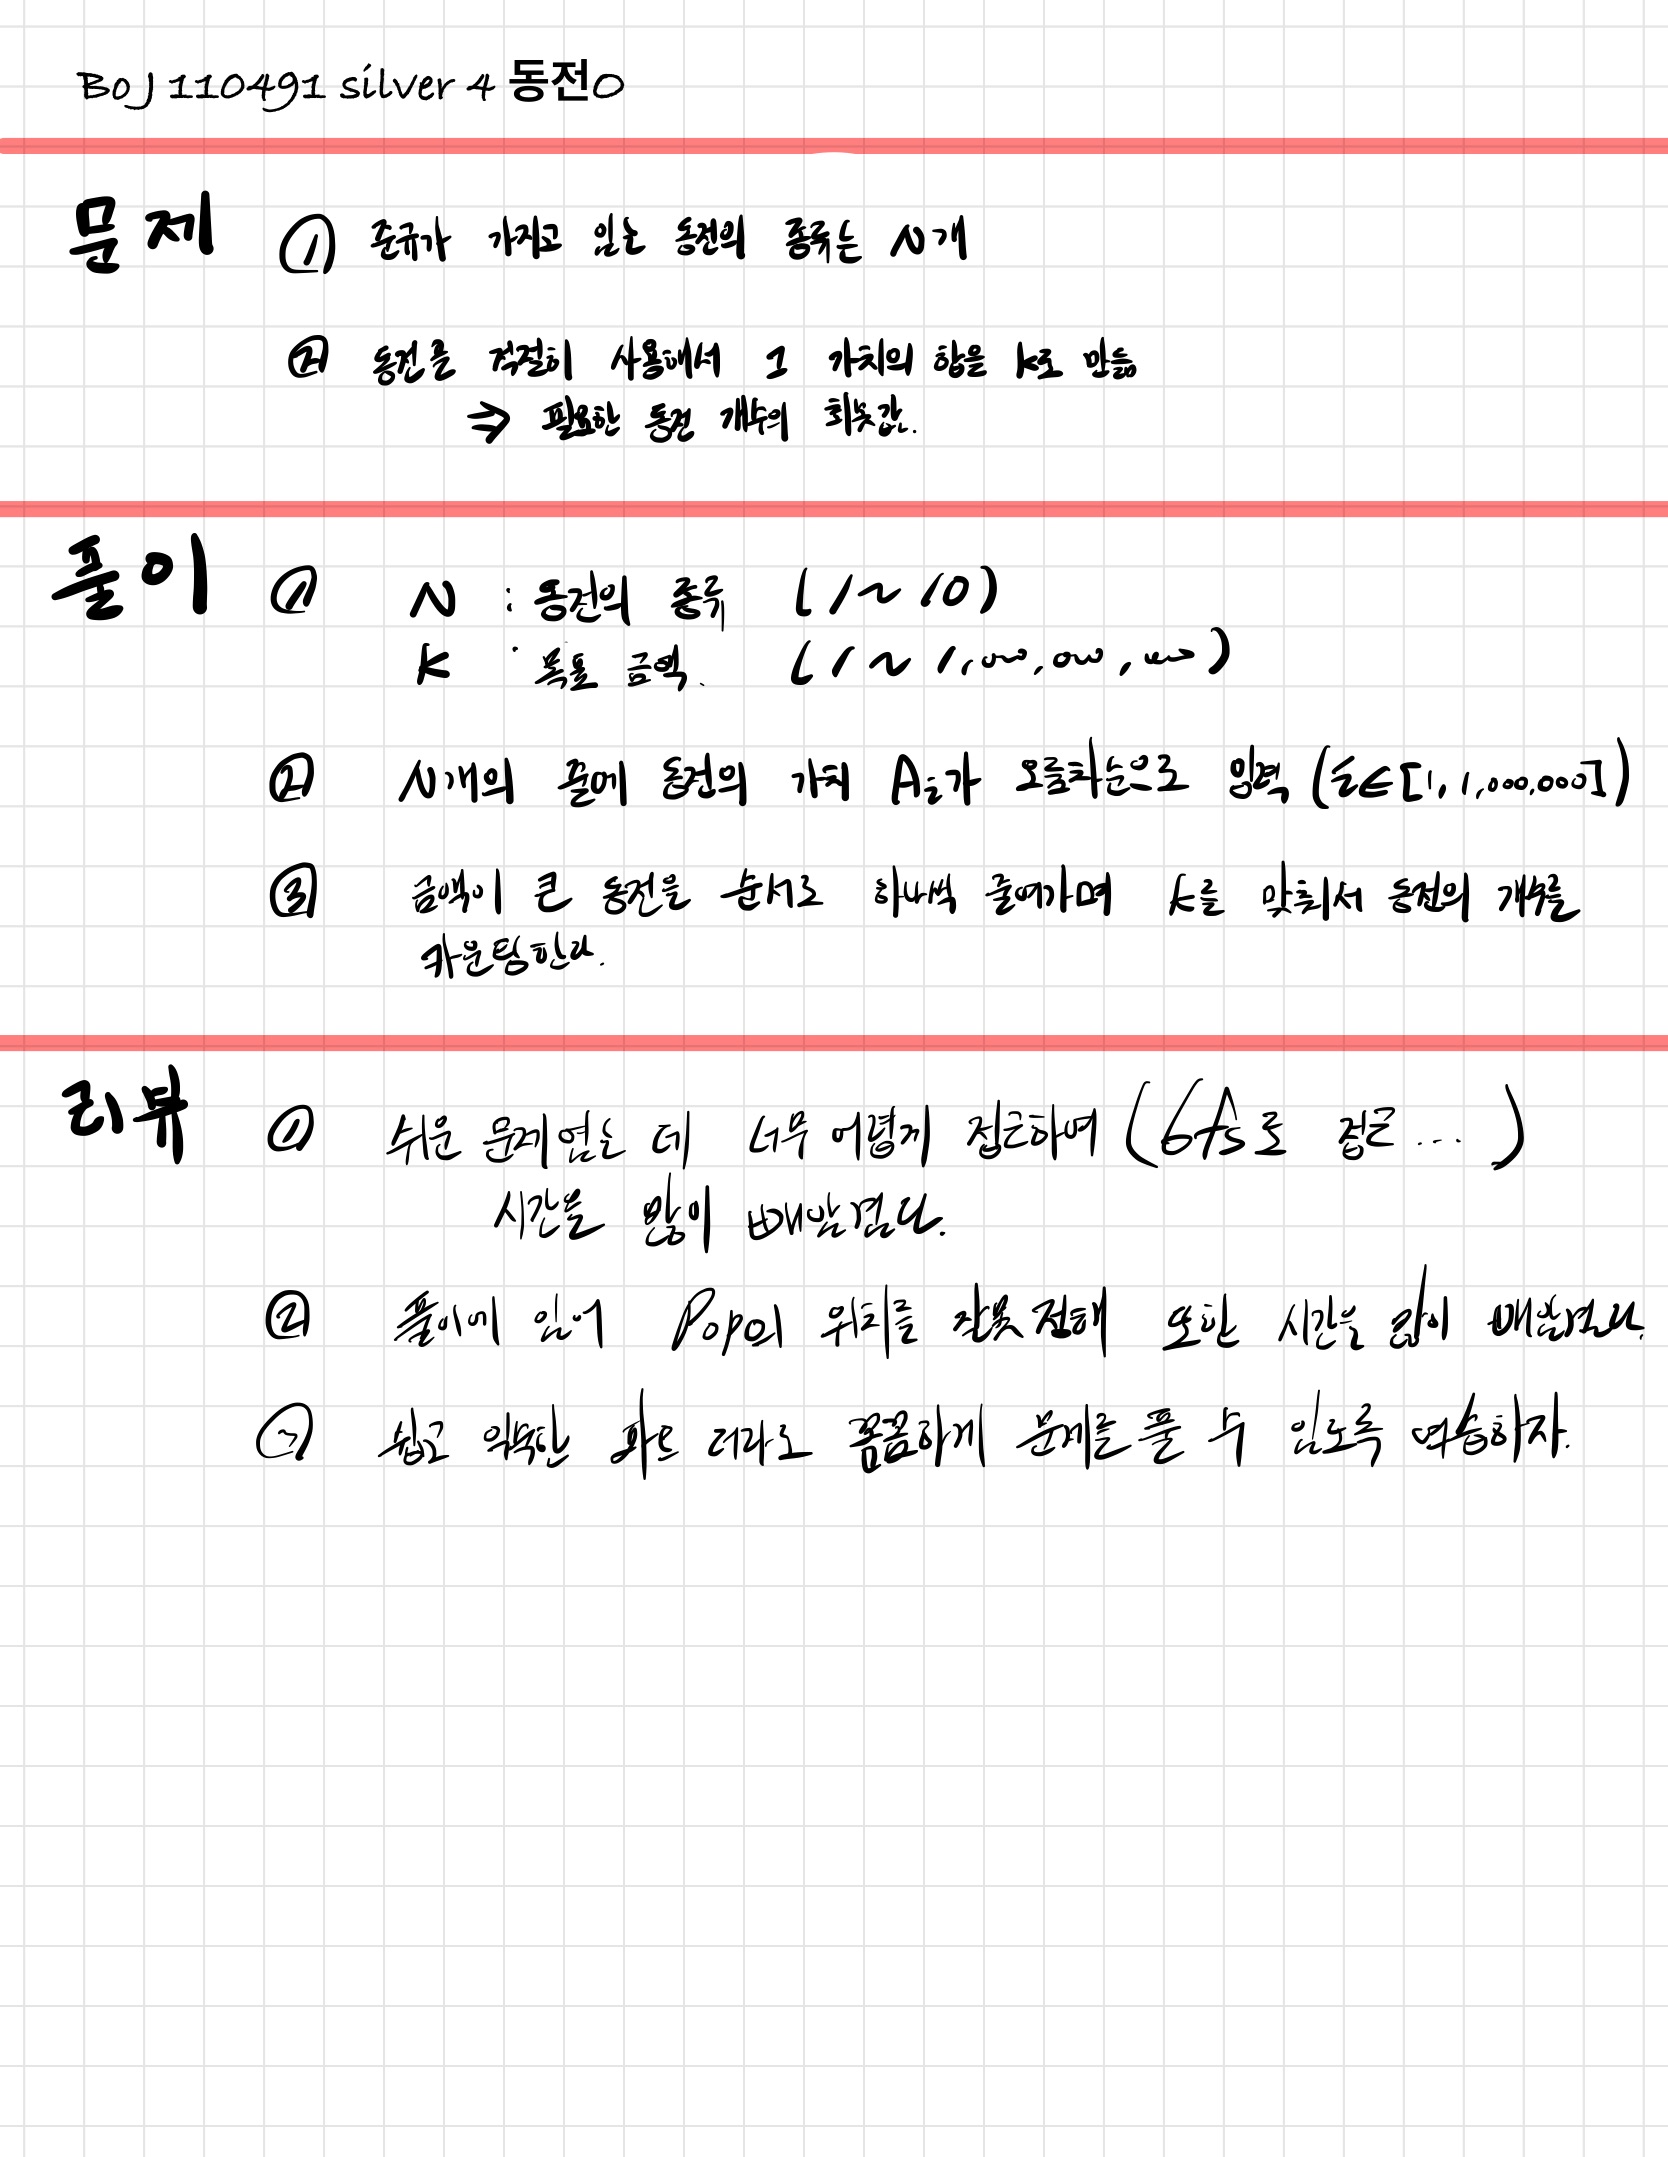 BOJ 110491 silver 4 동전0
문제 ① 준규가 가지고 있는 동전의 종류는 N개
② 동전을 적절히 사용해서 그 가치의 합을 K로 만듦
⇒ 필요한 동전 개수의 최솟값.
풀이 ① N : 동전의 종류 (1~10)
K : 목표 금액. (1~1,000,000,000)
② N개의 줄에 동전의 가치 Ai가 오름차순으로 입력 (i∈[1, 1,000,000])
③ 금액이 큰 동전을 순서로 하나씩 줄여가며 K를 맞춰서 동전의 개수를
카운팅한다.
리뷰 ① 쉬운 문제였는 데 너무 어렵게 접근하여 (bfs로 접근...)
시간을 많이 빼앗겼다.
② 풀이에 있어 Pop의 위치를 잘못 정해 또한 시간을 많이 빼앗겼다.
쉽고 익숙한 파트 더라도 꼼꼼하게 문제를 풀 수 있도록 연습하자.